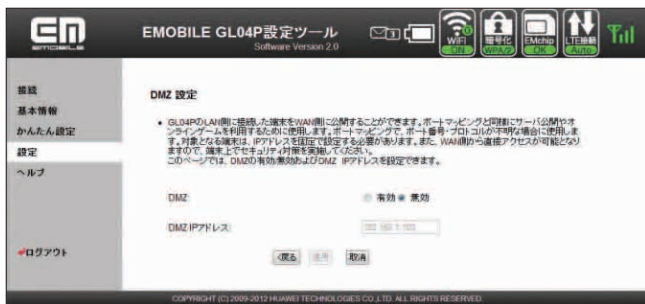 EM
EMOBILE
EMOBILE GL04P設定ツール
Software Version 2.0
WiFi
ON
暗号化
WPA/2
EMchip
OK
LTE接続
Auto
接続
基本情報
かんたん設定
設定
ヘルプ
ログアウト
DMZ 設定
GL04PのLAN側に接続した端末をWAN側に公開することができます。ポートマッピングと同様にサーバ公開やオ
ンラインゲームを利用するために使用します。ポートマッピングで、ポート番号・プロトコルが不明な場合に使用しま
す。対象となる端末は、IPアドレスを固定で設定する必要があります。また、WAN側から直接アクセスが可能となり
ますので、端末上でセキュリティ対策を実施してください。
このページでは、DMZの有効/無効およびDMZ IPアドレスを設定できます。
DMZ:
有効 無効
DMZ IPアドレス:
<戻る 適用 取消
COPYRIGHT (C) 2009-2012 HUAWEI TECHNOLOGIES CO.,LTD. ALL RIGHTS RESERVED.